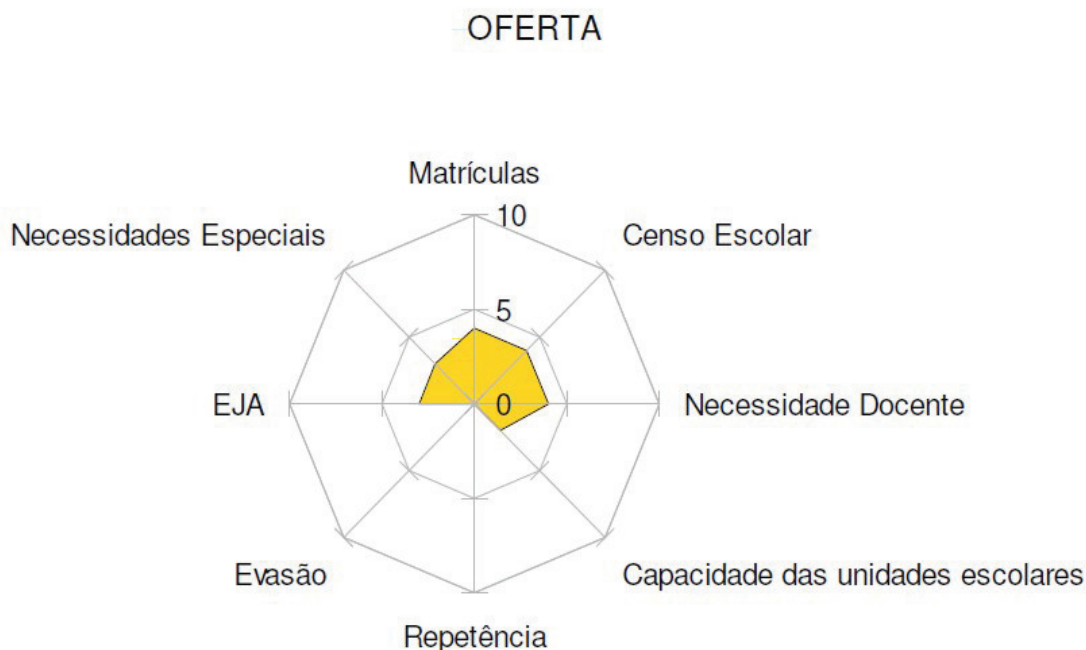 OFERTA
Matrículas
10
Necessidades Especiais
Censo Escolar
5
EJA
0
Necessidade Docente
Evasão
Capacidade das unidades escolares
Repetência